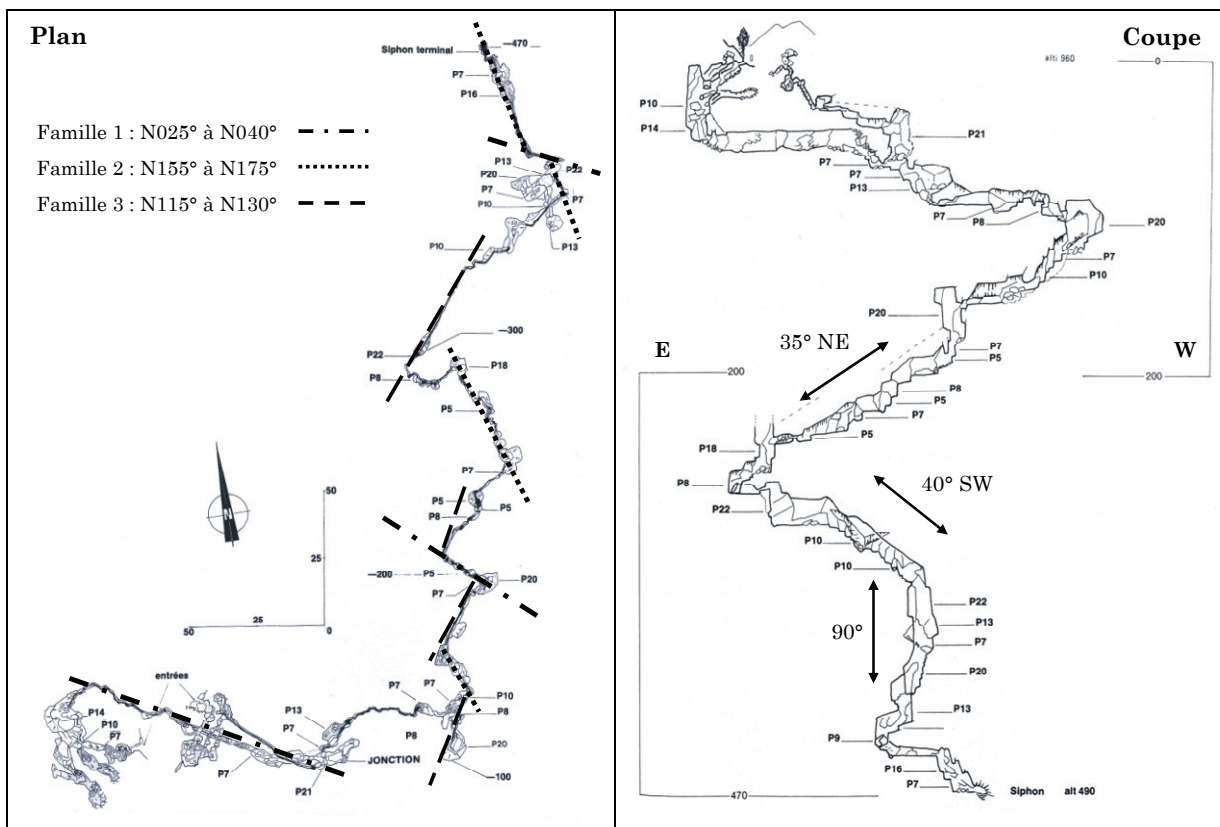 Plan
Siphon terminal
—470
P7
P16
Famille 1 : N025° à N040°
Famille 2 : N155° à N175°
Famille 3 : N115° à N130°
P13
P22
P20
P7
P7
P10
P13
P10
—300
P22
P18
P8
P5
P7
P5
P5
P8
—200
P5
P20
P7
N
50
25
0
25
50
entrées
P7
P7
P10
P14
P13
P8
P10
P7
P7
P8
P20
P7
JONCTION
—100
P21
Coupe
alti 960
0
P10
P14
P21
P7
P7
P13
P7
P8
P20
P7
P10
P20
35° NE
E
W
P7
P5
200
200
P8
P5
P7
P5
P18
P8
40° SW
P22
P10
P10
P22
90°
P13
P7
P20
P13
P9
P16
P7
470
Siphon alt 490